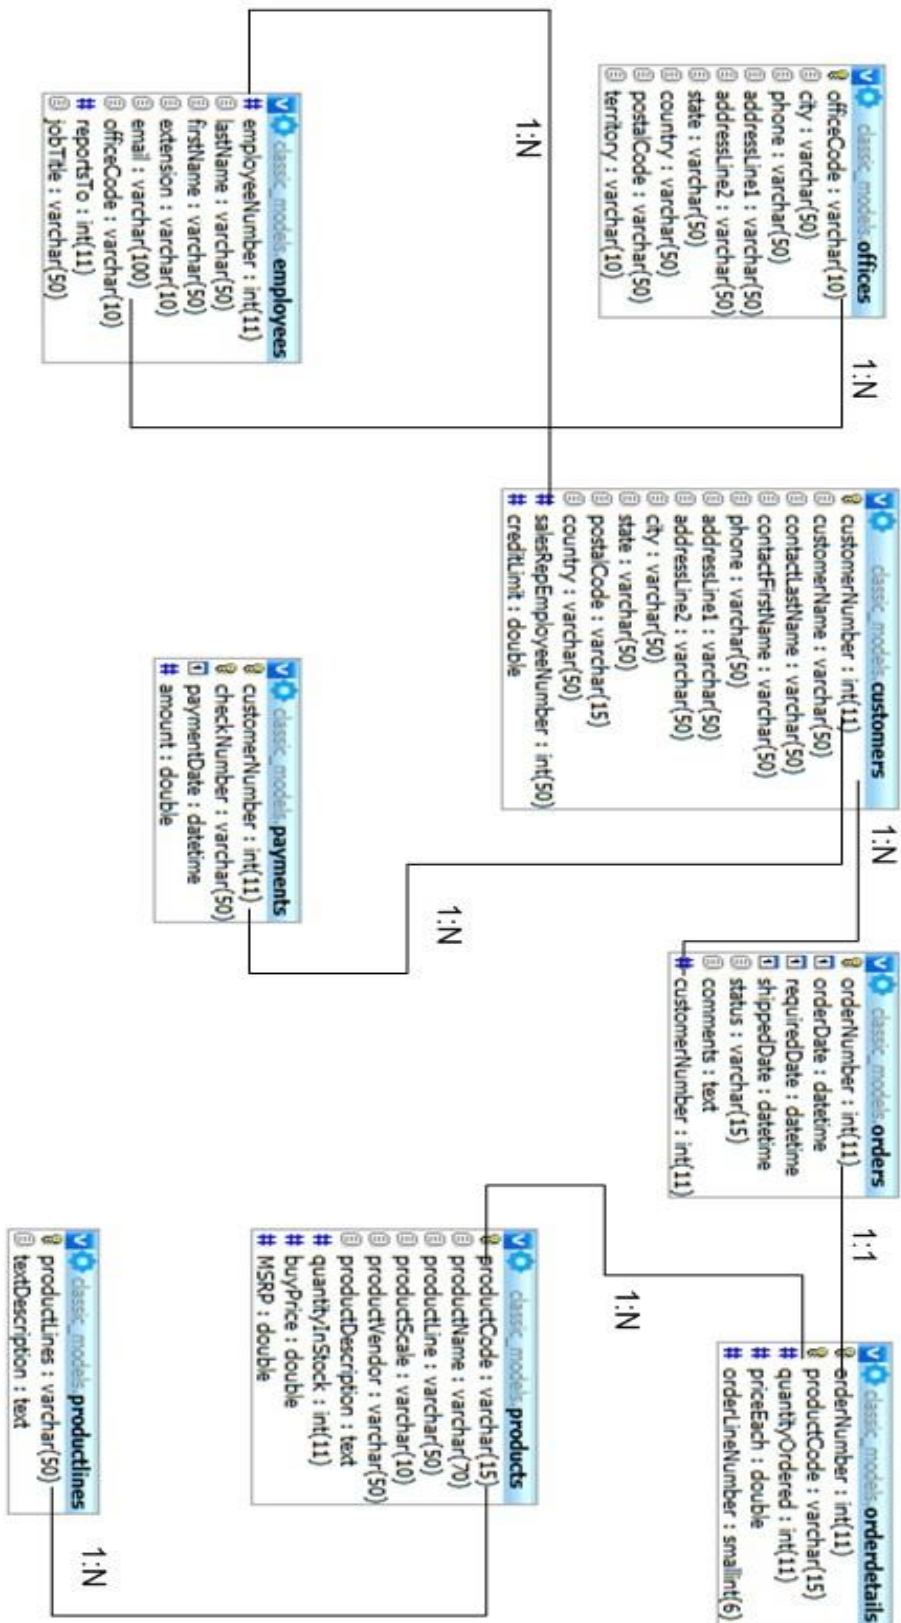 classic_models.offices
officeCode : varchar(10)
city : varchar(50)
phone : varchar(50)
addressLine1 : varchar(50)
addressLine2 : varchar(50)
state : varchar(50)
country : varchar(50)
postalCode : varchar(50)
territory : varchar(10)
1:N
1:N
classic_models.employees
# employeeNumber : int(11)
lastName : varchar(50)
firstName : varchar(50)
extension : varchar(10)
email : varchar(100)
officeCode : varchar(10)
# reportsTo : int(11)
jobTitle : varchar(50)
classic_models.customers
customerNumber : int(11)
customerName : varchar(50)
contactLastName : varchar(50)
contactFirstName : varchar(50)
phone : varchar(50)
addressLine1 : varchar(50)
addressLine2 : varchar(50)
city : varchar(50)
state : varchar(50)
postalCode : varchar(15)
country : varchar(50)
# salesRepEmployeeNumber : int(50)
# creditLimit : double
1:N
1:N
classic_models.payments
customerNumber : int(11)
checkNumber : varchar(50)
paymentDate : datetime
# amount : double
classic_models.orders
orderNumber : int(11)
orderDate : datetime
requiredDate : datetime
shippedDate : datetime
status : varchar(15)
comments : text
# customerNumber : int(11)
1:1
classic_models.orderdetails
orderNumber : int(11)
productCode : varchar(15)
# quantityOrdered : int(11)
# priceEach : double
# orderLineNumber : smallint(6)
1:N
classic_models.products
productCode : varchar(15)
productName : varchar(70)
productLine : varchar(50)
productScale : varchar(10)
productVendor : varchar(50)
productDescription : text
# quantityInStock : int(11)
# buyPrice : double
# MSRP : double
classic_models.productlines
productLines : varchar(50)
textDescription : text
1:N